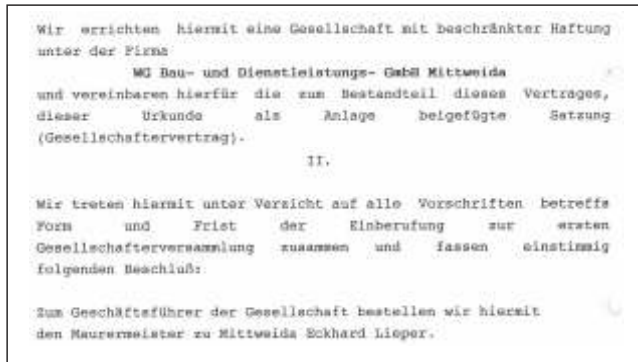 Wir errichten hiermit eine Gesellschaft mit beschränkter Haftung
unter der Firma
WG Bau- und Dienstleistungs- GmbH Mittweida
und vereinbaren hierfür die zum Bestandteil dieses Vertrages,
dieser Urkunde als Anlage beigefügte Satzung
(Gesellschaftervertrag).
II.
Wir treten hiermit unter Verzicht auf alle Vorschriften betreffs
Form und Frist der Einberufung zur ersten
Gesellschafterversammlung zusammen und fassen einstimmig
folgenden Beschluß:
Zum Geschäftsführer der Gesellschaft bestellen wir hiermit
den Maurermeister zu Mittweida Eckhard Lieper.